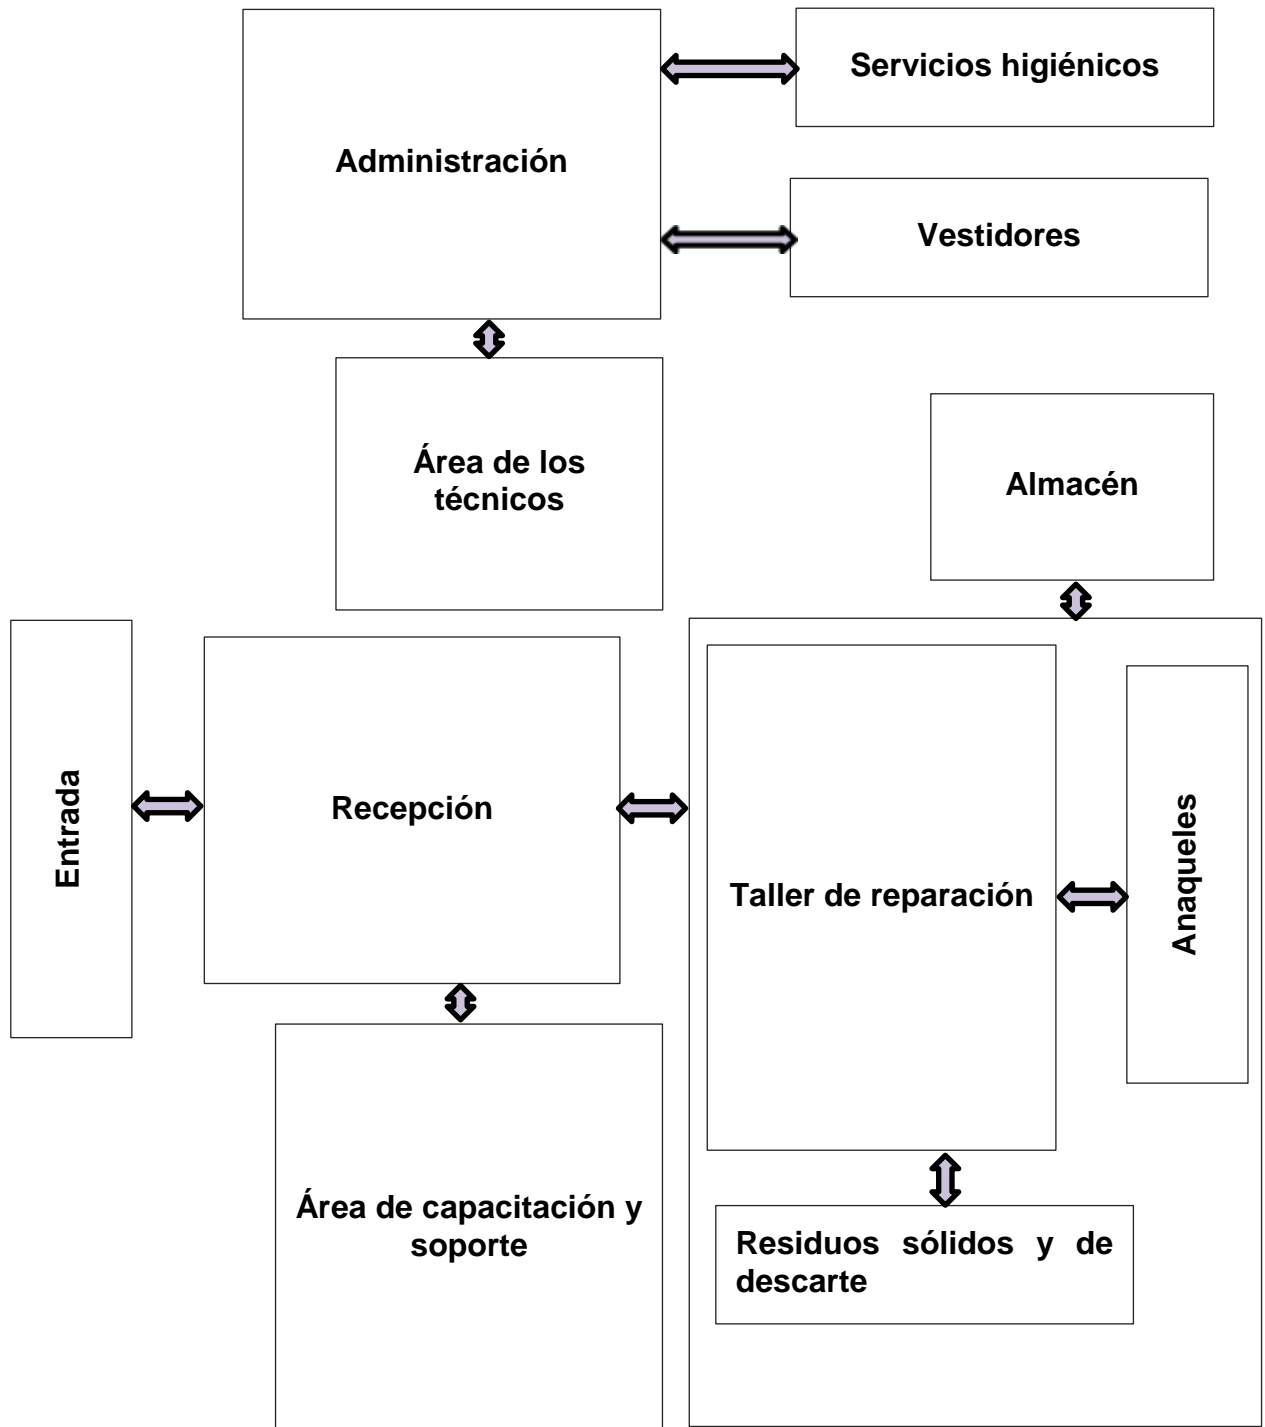 Servicios higiénicos
Administración
Vestidores
Área de los
técnicos
Almacén
Entrada
Recepción
Taller de reparación
Anaqueles
Área de capacitación y
soporte
Residuos sólidos y de
descarte